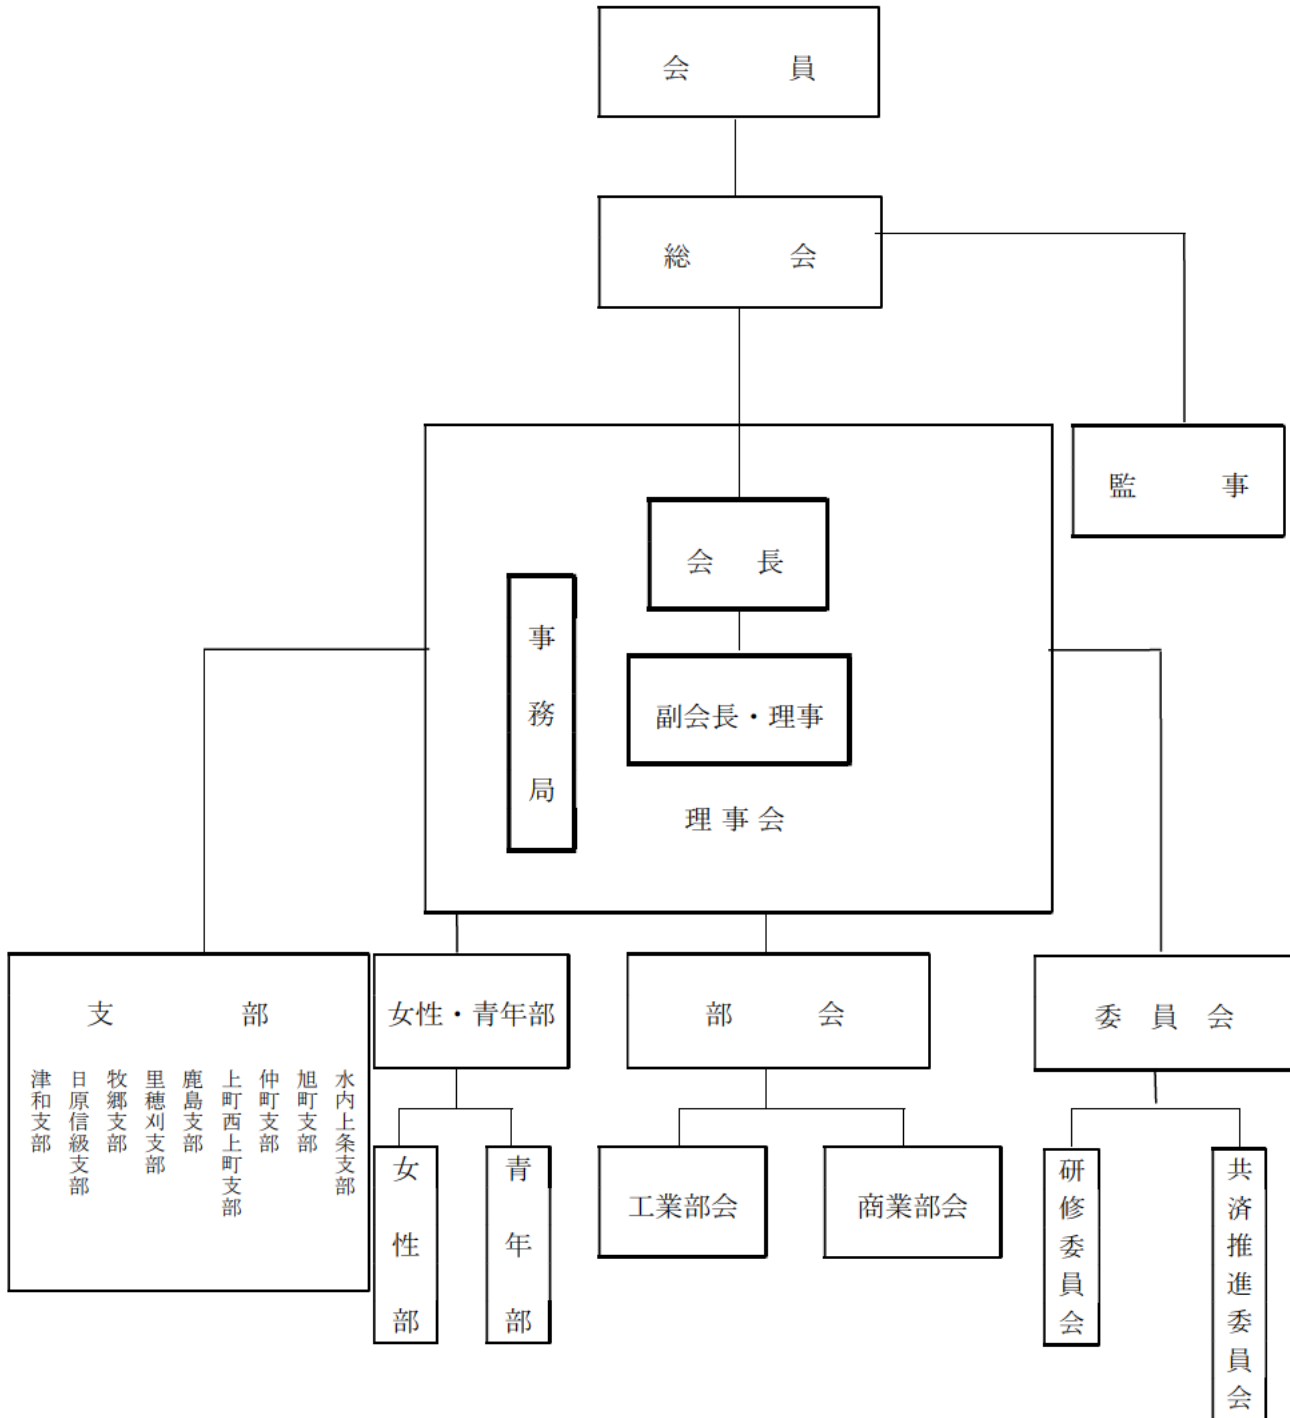 会員
総会
監事
会長
事務局
副会長・理事
理事会
支部
水内上条支部
旭町支部
仲町支部
上町西上町支部
鹿島支部
里穂刈支部
牧郷支部
日原信級支部
津和支部
女性・青年部
女性部
青年部
部会
工業部会
商業部会
委員会
研修委員会
共済推進委員会